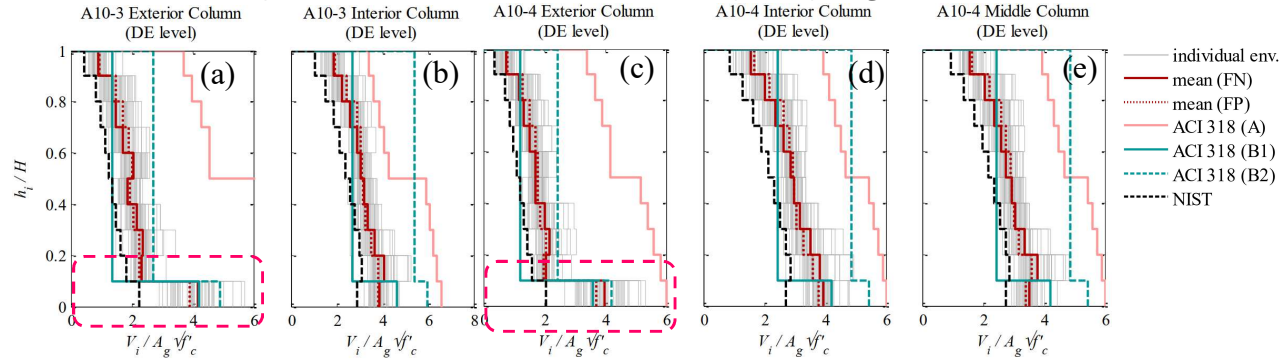 A10-3 Exterior Column
(DE level)
A10-3 Interior Column
(DE level)
A10-4 Exterior Column
(DE level)
A10-4 Interior Column
(DE level)
A10-4 Middle Column
(DE level)
(a)
(b)
(c)
(d)
(e)
1
0.8
0.6
0.4
0.2
0
h_i / H
0 2 4 6
0 2 4 6 8
0 2 4 6
0 2 4 6
0 2 4 6
V_i / A_g √f'_c
V_i / A_g √f'_c
V_i / A_g √f'_c
V_i / A_g √f'_c
V_i / A_g √f'_c
individual env.
mean (FN)
mean (FP)
ACI 318 (A)
ACI 318 (B1)
ACI 318 (B2)
NIST